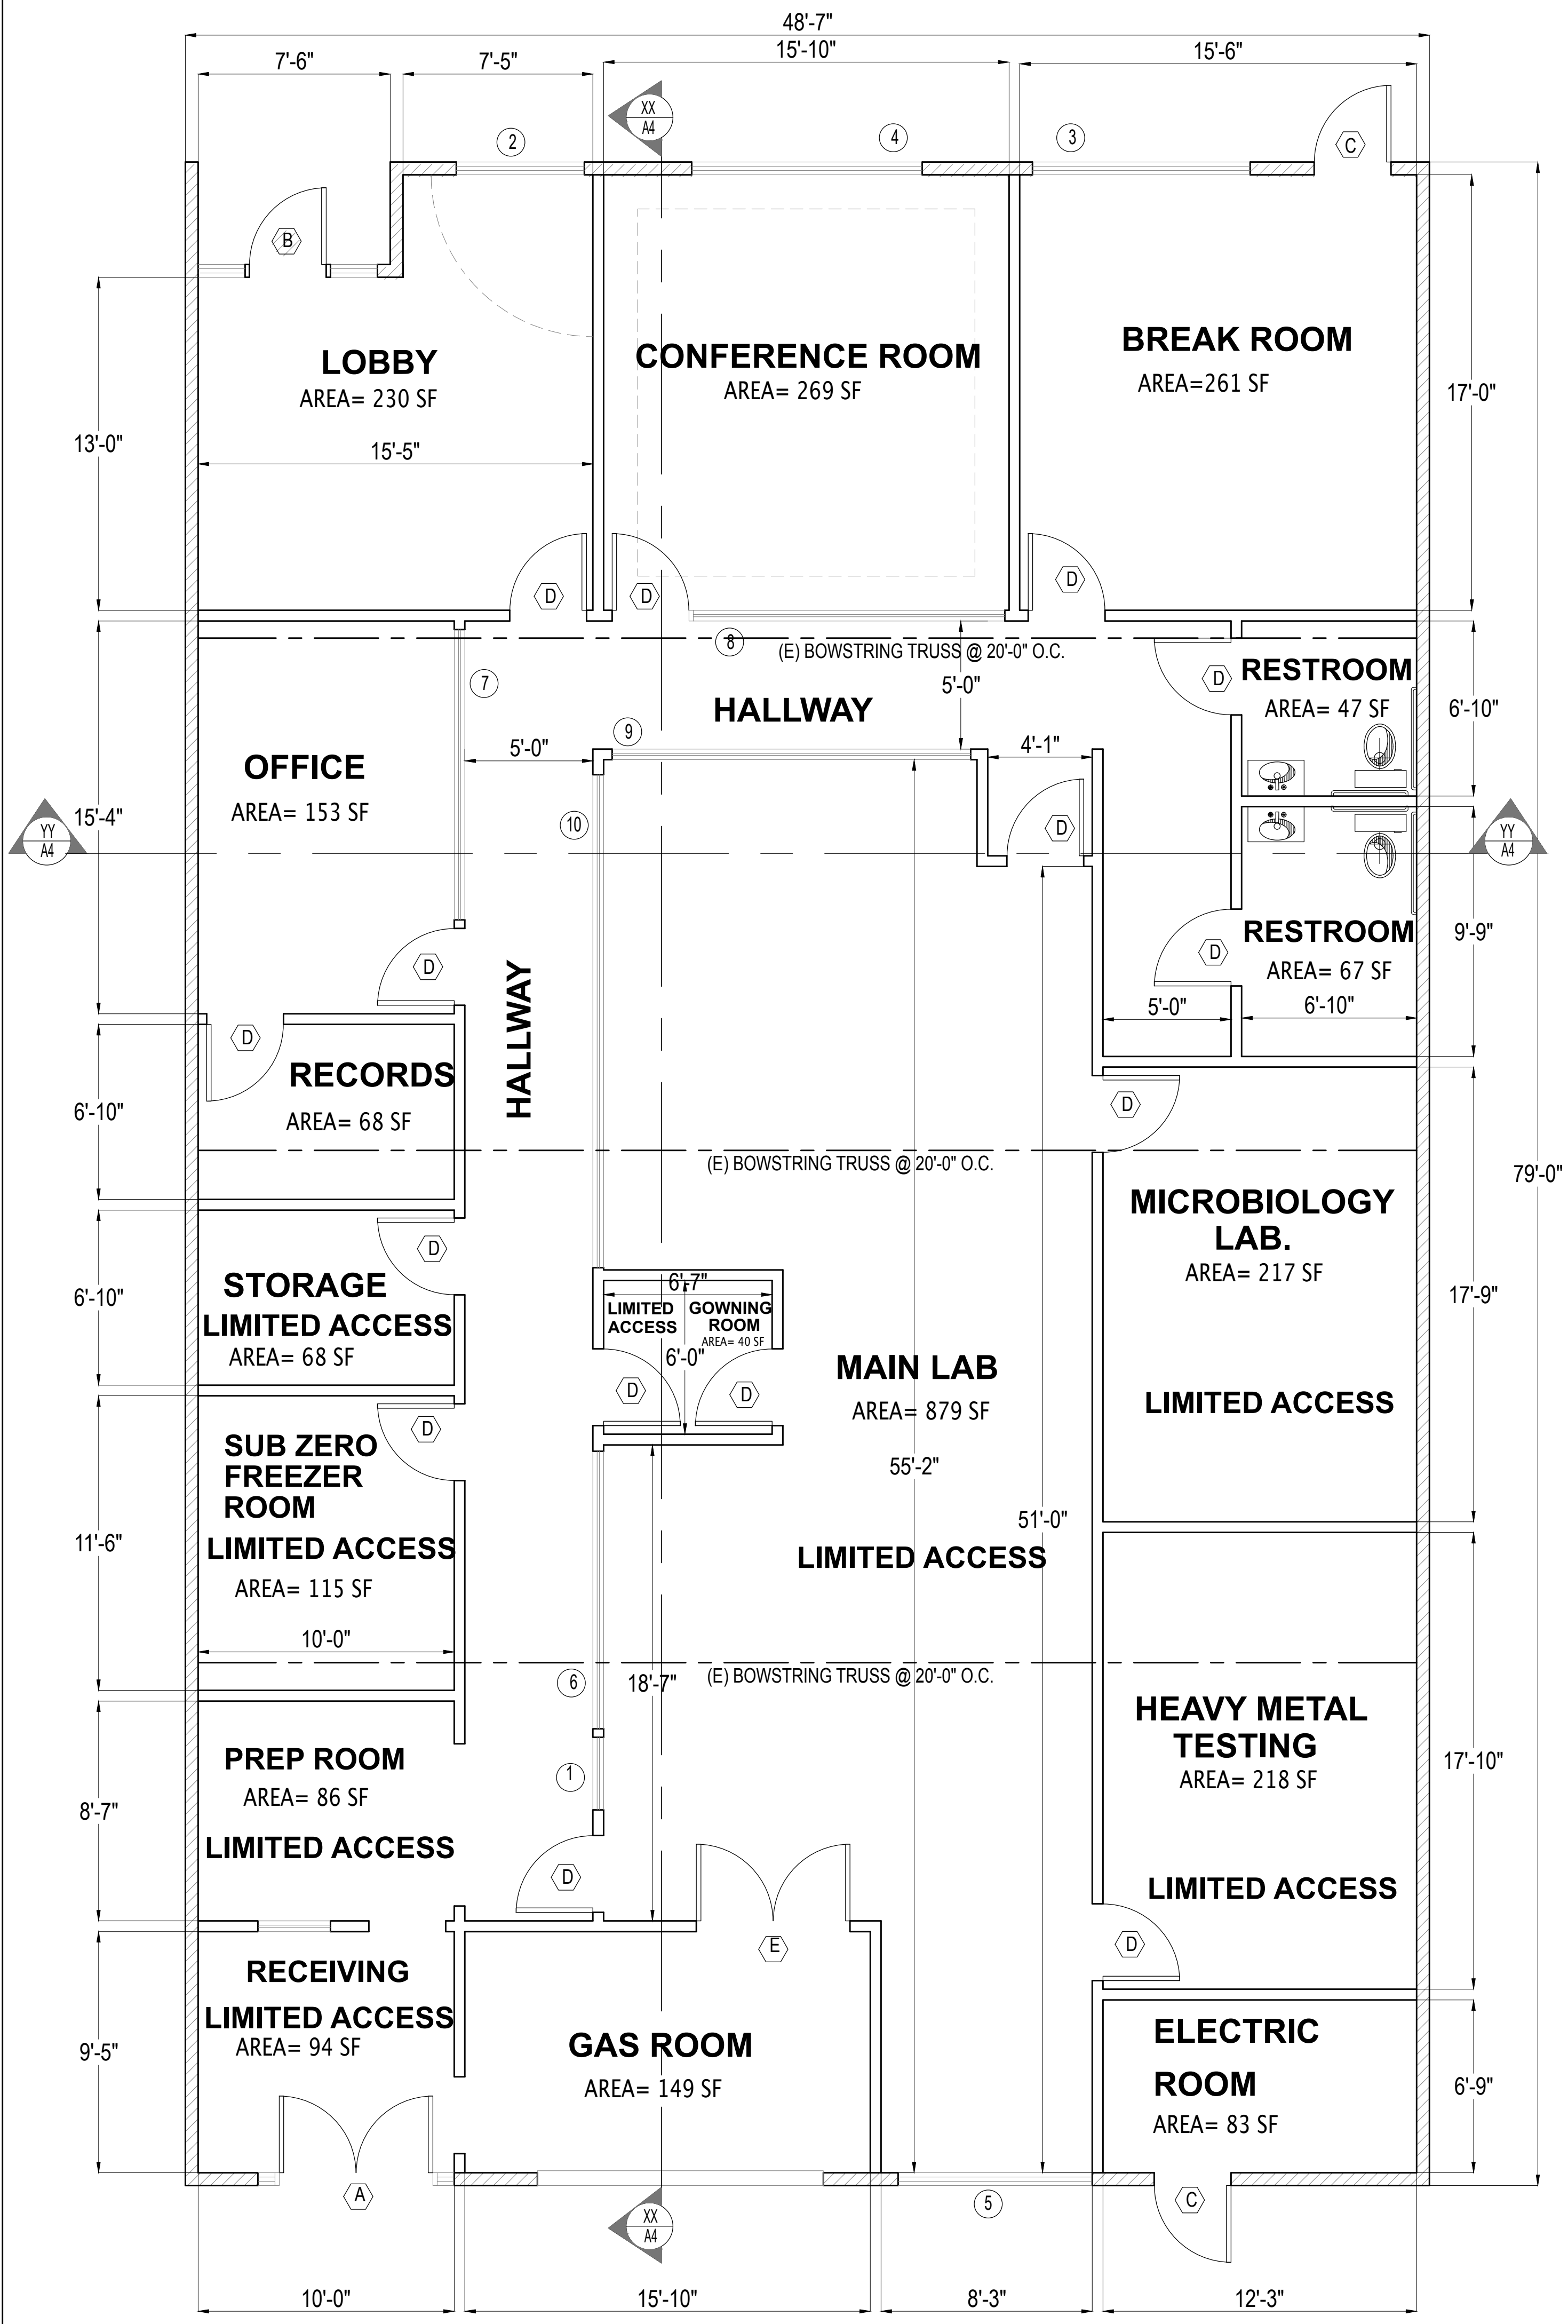 48'-7"
7'-6"
7'-5"
15'-10"
15'-6"
XX
A4
2
4
3
C
B
LOBBY
AREA= 230 SF
15'-5"
13'-0"
CONFERENCE ROOM
AREA= 269 SF
BREAK ROOM
AREA=261 SF
17'-0"
D
D
D
8
(E) BOWSTRING TRUSS @ 20'-0" O.C.
7
HALLWAY
5'-0"
D
RESTROOM
AREA= 47 SF
6'-10"
9
5'-0"
4'-1"
OFFICE
AREA= 153 SF
15'-4"
10
D
YY
A4
YY
A4
RESTROOM
AREA= 67 SF
9'-9"
D
D
5'-0"
6'-10"
HALLWAY
D
RECORDS
AREA= 68 SF
6'-10"
D
(E) BOWSTRING TRUSS @ 20'-0" O.C.
79'-0"
MICROBIOLOGY
LAB.
AREA= 217 SF
LIMITED ACCESS
17'-9"
D
STORAGE
LIMITED ACCESS
AREA= 68 SF
6'-10"
6'-7"
LIMITED
ACCESS
GOWNING
ROOM
AREA= 40 SF
6'-0"
D
D
MAIN LAB
AREA= 879 SF
55'-2"
51'-0"
LIMITED ACCESS
D
SUB ZERO
FREEZER
ROOM
LIMITED ACCESS
AREA= 115 SF
11'-6"
10'-0"
6
18'-7"
(E) BOWSTRING TRUSS @ 20'-0" O.C.
HEAVY METAL
TESTING
AREA= 218 SF
LIMITED ACCESS
17'-10"
PREP ROOM
AREA= 86 SF
LIMITED ACCESS
8'-7"
1
D
E
D
RECEIVING
LIMITED ACCESS
AREA= 94 SF
9'-5"
GAS ROOM
AREA= 149 SF
ELECTRIC
ROOM
AREA= 83 SF
6'-9"
A
XX
A4
5
C
10'-0"
15'-10"
8'-3"
12'-3"